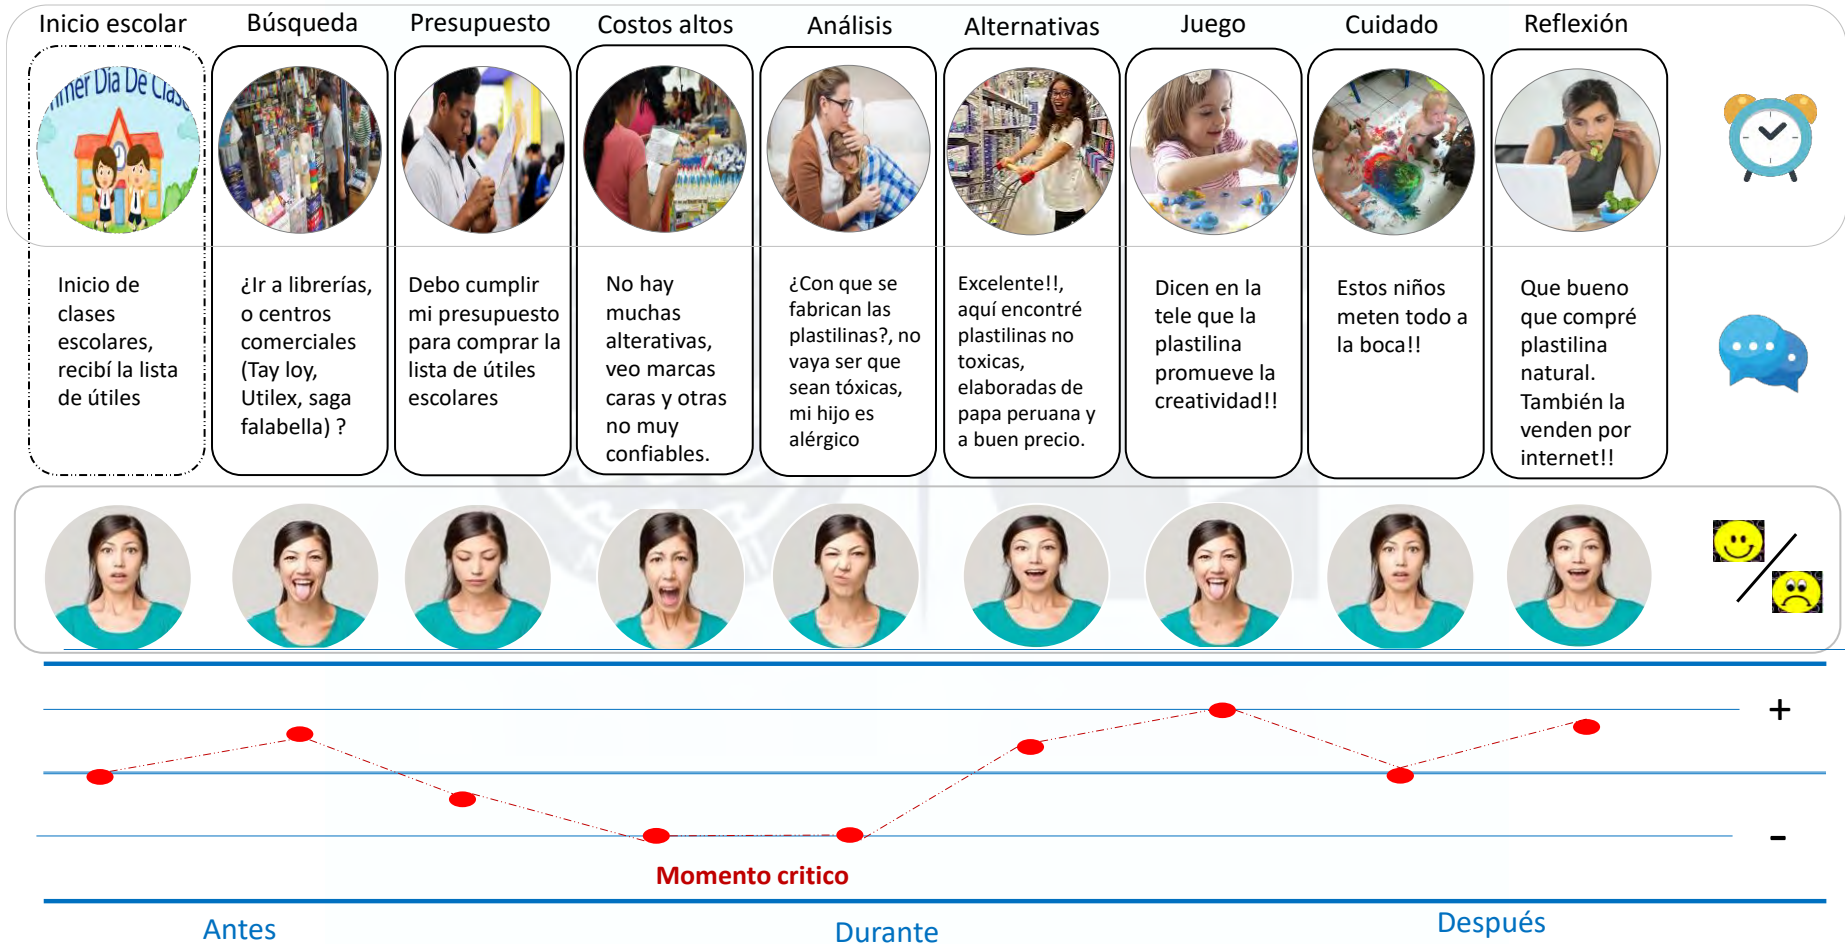 Inicio escolar
Búsqueda
Presupuesto
Costos altos
Análisis
Alternativas
Juego
Cuidado
Reflexión
Primer Dia De Clases
Inicio de
clases
escolares,
recibí la lista
de útiles
¿Ir a librerías,
o centros
comerciales
(Tay loy,
Utilex, saga
falabella) ?
Debo cumplir
mi presupuesto
para comprar la
lista de útiles
escolares
No hay
muchas
alterativas,
veo marcas
caras y otras
no muy
confiables.
¿Con que se
fabrican las
plastilinas?, no
vaya ser que
sean tóxicas,
mi hijo es
alérgico
Excelente!!,
aquí encontré
plastilinas no
toxicas,
elaboradas de
papa peruana y
a buen precio.
Dicen en la
tele que la
plastilina
promueve la
creatividad!!
Estos niños
meten todo a
la boca!!
Que bueno
que compré
plastilina
natural.
También la
venden por
internet!!
+
-
Momento critico
Antes
Durante
Después